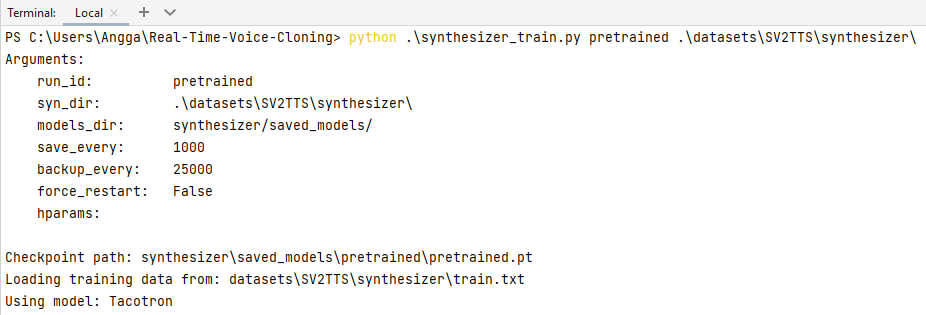 Terminal: Local × +
PS C:\Users\Angga\Real-Time-Voice-Cloning> python .\synthesizer_train.py pretrained .\datasets\SV2TTS\synthesizer\
Arguments:
    run_id:          pretrained
    syn_dir:         .\datasets\SV2TTS\synthesizer\
    models_dir:      synthesizer/saved_models/
    save_every:      1000
    backup_every:    25000
    force_restart:   False
    hparams:

Checkpoint path: synthesizer\saved_models\pretrained\pretrained.pt
Loading training data from: datasets\SV2TTS\synthesizer\train.txt
Using model: Tacotron